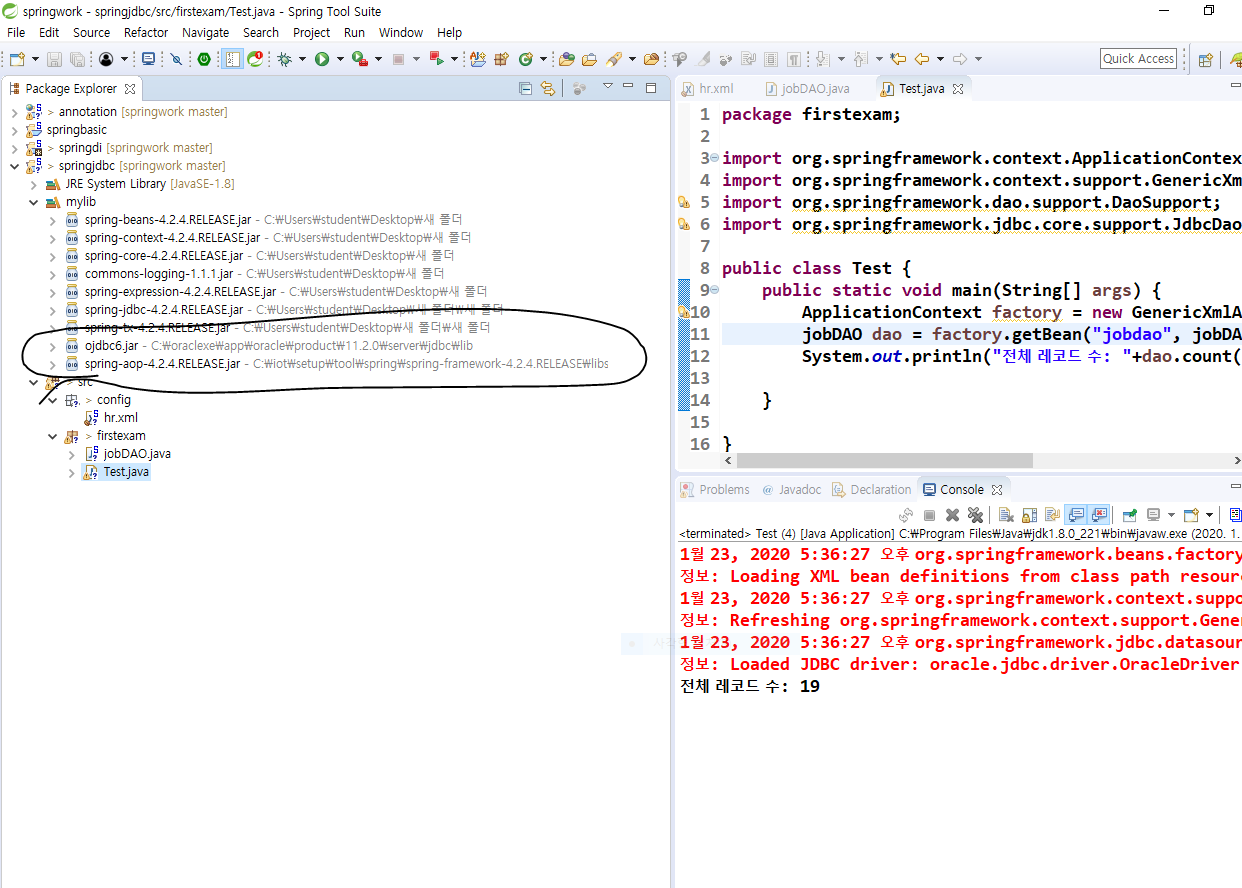 springwork - springjdbc/src/firstexam/Test.java - Spring Tool Suite
File Edit Source Refactor Navigate Search Project Run Window Help
Quick Access
Package Explorer
> annotation [springwork master]
springbasic
> springdi [springwork master]
> springjdbc [springwork master]
JRE System Library [JavaSE-1.8]
mylib
spring-beans-4.2.4.RELEASE.jar - C:₩Users₩student₩Desktop₩새 폴더
spring-context-4.2.4.RELEASE.jar - C:₩Users₩student₩Desktop₩새 폴더
spring-core-4.2.4.RELEASE.jar - C:₩Users₩student₩Desktop₩새 폴더
commons-logging-1.1.1.jar - C:₩Users₩student₩Desktop₩새 폴더
spring-expression-4.2.4.RELEASE.jar - C:₩Users₩student₩Desktop₩새 폴더
spring-jdbc-4.2.4.RELEASE.jar - C:₩Users₩student₩Desktop₩새 폴더₩새 폴더
spring-tx-4.2.4.RELEASE.jar - C:₩Users₩student₩Desktop₩새 폴더₩새 폴더
ojdbc6.jar - C:₩oraclexe₩app₩oracle₩product₩11.2.0₩server₩jdbc₩lib
spring-aop-4.2.4.RELEASE.jar - C:₩iot₩setup₩tool₩spring₩spring-framework-4.2.4.RELEASE₩libs
> src
> config
hr.xml
> firstexam
jobDAO.java
Test.java
hr.xml jobDAO.java Test.java
1 package firstexam;
2
3 import org.springframework.context.ApplicationContex
4 import org.springframework.context.support.GenericXm
5 import org.springframework.dao.support.DaoSupport;
6 import org.springframework.jdbc.core.support.JdbcDao
7
8 public class Test {
9 public static void main(String[] args) {
10 ApplicationContext factory = new GenericXmlA
11 jobDAO dao = factory.getBean("jobdao", jobDA
12 System.out.println("전체 레코드 수: "+dao.count(
13
14 }
15
16 }
Problems @ Javadoc Declaration Console
<terminated> Test (4) [Java Application] C:₩Program Files₩Java₩jdk1.8.0_221₩bin₩javaw.exe (2020. 1.
1월 23, 2020 5:36:27 오후 org.springframework.beans.factory
정보: Loading XML bean definitions from class path resour
1월 23, 2020 5:36:27 오후 org.springframework.context.suppo
정보: Refreshing org.springframework.context.support.Gener
1월 23, 2020 5:36:27 오후 org.springframework.jdbc.datasour
정보: Loaded JDBC driver: oracle.jdbc.driver.OracleDriver
전체 레코드 수: 19